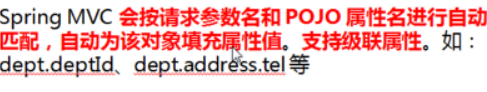 Spring MVC 会按请求参数名和 POJO 属性名进行自动
匹配，自动为该对象填充属性值。支持级联属性。如：
dept.deptId、dept.address.tel 等